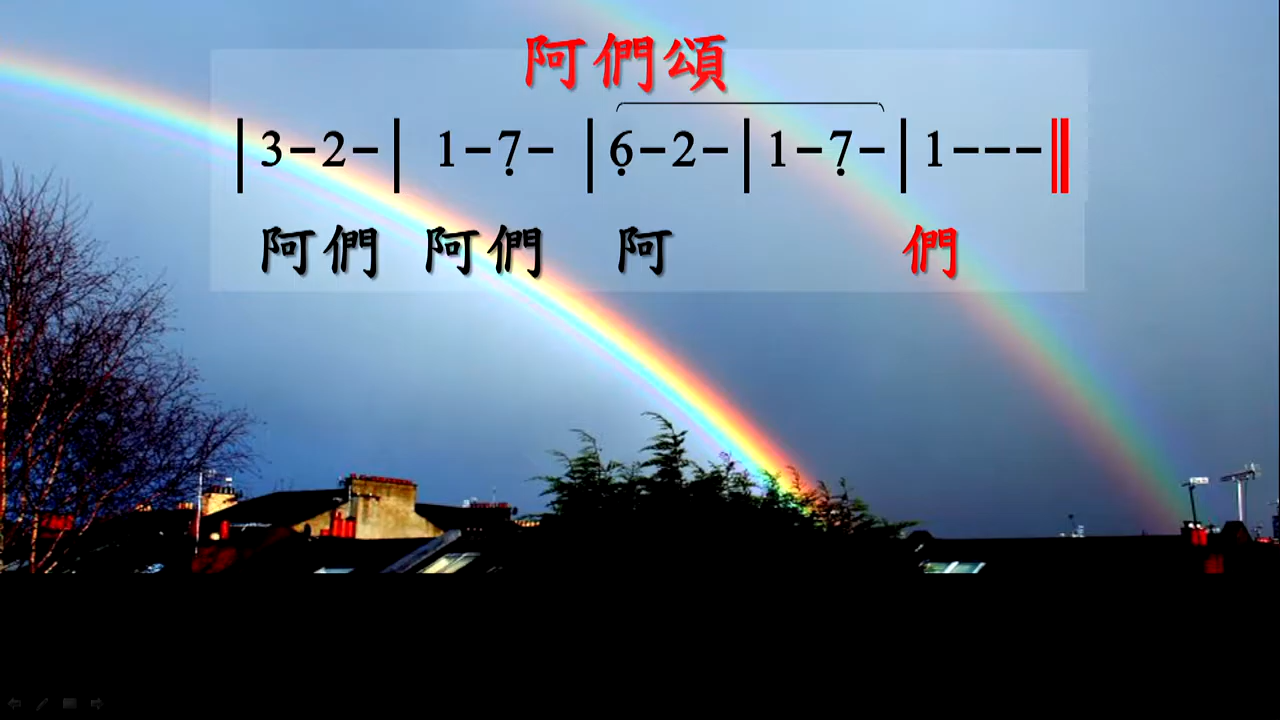 阿們頌
|3-2-| 1-7̣- |6̣-2-|1-7̣-|1---‖
阿們 阿們 阿 們